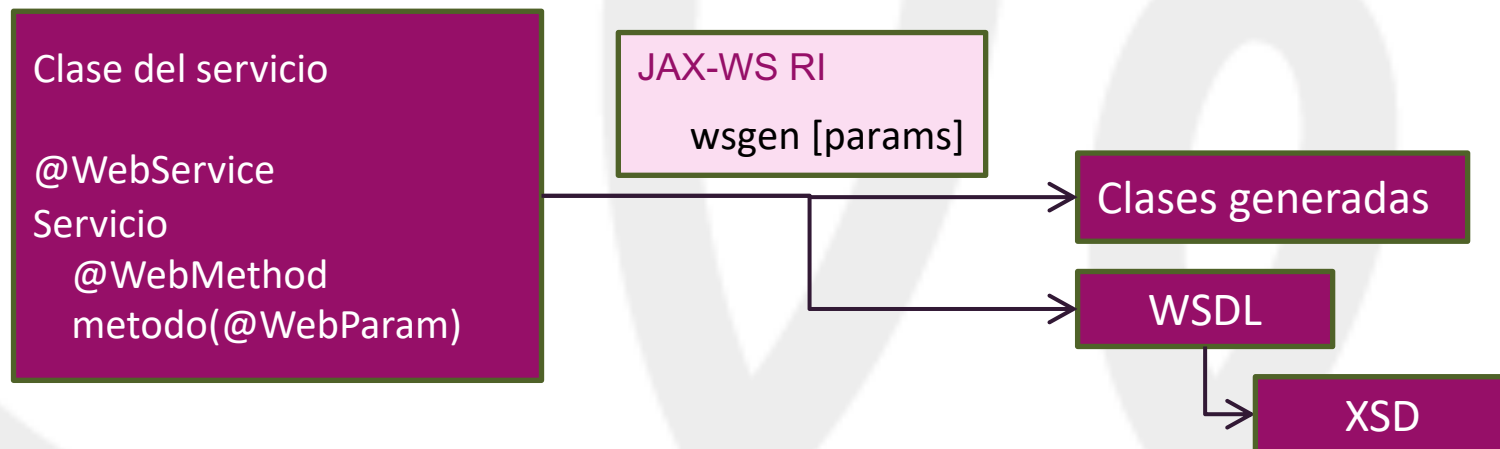 Clase del servicio
@WebService
Servicio
@WebMethod
metodo(@WebParam)
JAX-WS RI
wsgen [params]
Clases generadas
WSDL
XSD